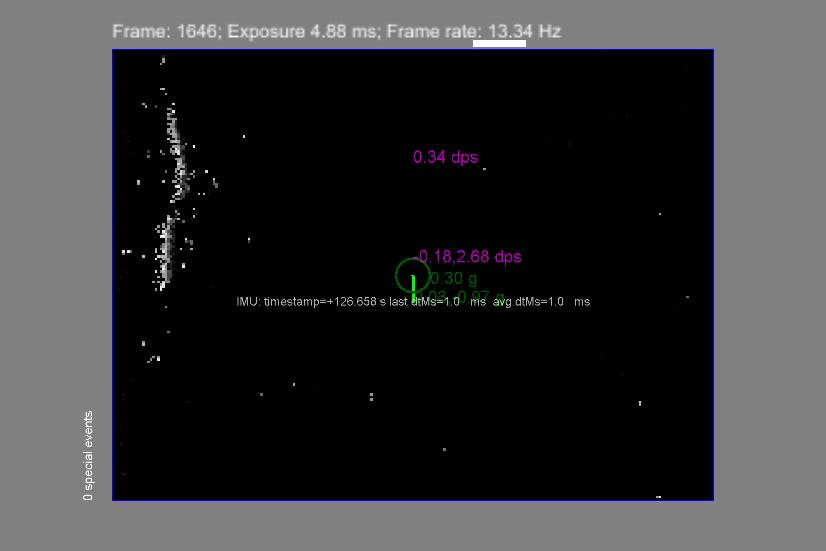 Frame: 1646; Exposure 4.88 ms; Frame rate: 13.34 Hz
0.34 dps
-0.18,2.68 dps
0.30 g
IMU: timestamp=+126.658 s last dtMs=1.0 ms avg dtMs=1.0 ms
0 special events